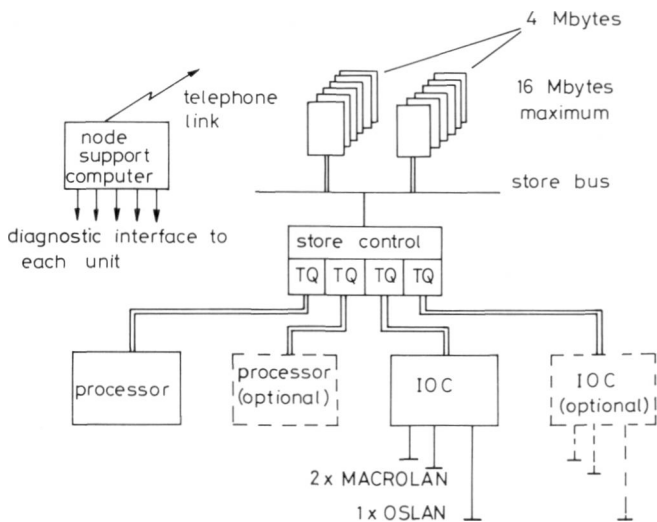 4 Mbytes
16 Mbytes
maximum
telephone
link
node
support
computer
store bus
diagnostic interface to
each unit
store control
TQ TQ TQ TQ
processor
processor
(optional)
IOC
IOC
(optional)
2 x MACROLAN
1 x OSLAN